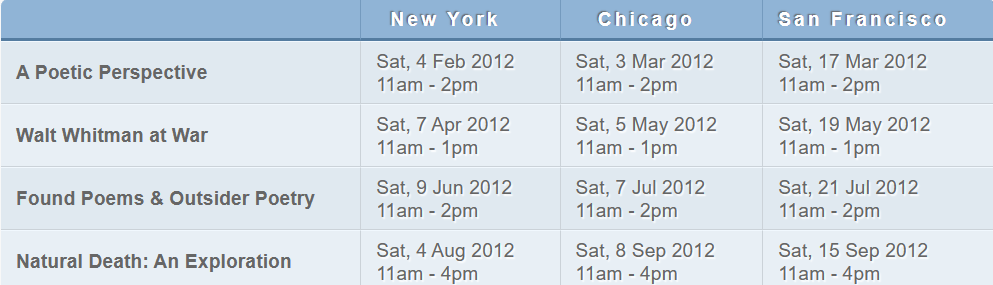 New York Chicago San Francisco
A Poetic Perspective
Sat, 4 Feb 2012
11am - 2pm
Sat, 3 Mar 2012
11am - 2pm
Sat, 17 Mar 2012
11am - 2pm
Walt Whitman at War
Sat, 7 Apr 2012
11am - 1pm
Sat, 5 May 2012
11am - 1pm
Sat, 19 May 2012
11am - 1pm
Found Poems & Outsider Poetry
Sat, 9 Jun 2012
11am - 2pm
Sat, 7 Jul 2012
11am - 2pm
Sat, 21 Jul 2012
11am - 2pm
Natural Death: An Exploration
Sat, 4 Aug 2012
11am - 4pm
Sat, 8 Sep 2012
11am - 4pm
Sat, 15 Sep 2012
11am - 4pm